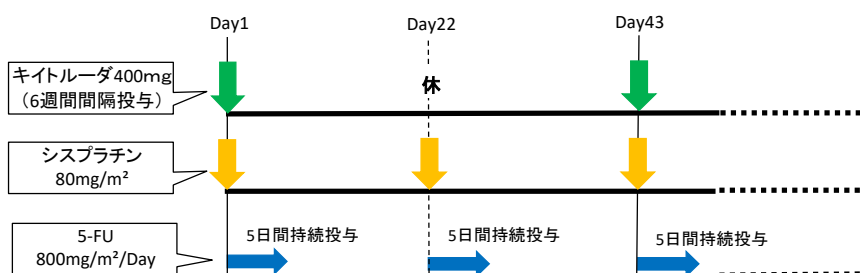 Day1
Day22
Day43
キイトルーダ400mg
（6週間間隔投与）
休
シスプラチン
80mg/m²
5-FU
800mg/m²/Day
5日間持続投与
5日間持続投与
5日間持続投与